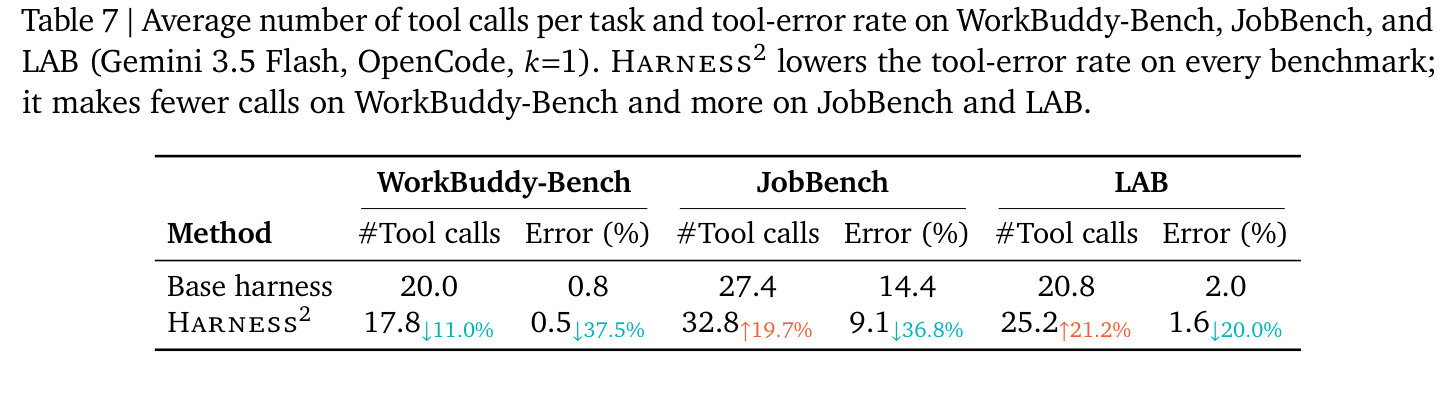 Table 7 | Average number of tool calls per task and tool-error rate on WorkBuddy-Bench, JobBench, and
LAB (Gemini 3.5 Flash, OpenCode, k=1). HARNESS² lowers the tool-error rate on every benchmark;
it makes fewer calls on WorkBuddy-Bench and more on JobBench and LAB.
WorkBuddy-Bench JobBench LAB
Method #Tool calls Error (%) #Tool calls Error (%) #Tool calls Error (%)
Base harness 20.0 0.8 27.4 14.4 20.8 2.0
HARNESS² 17.8↓11.0% 0.5↓37.5% 32.8↑19.7% 9.1↓36.8% 25.2↑21.2% 1.6↓20.0%